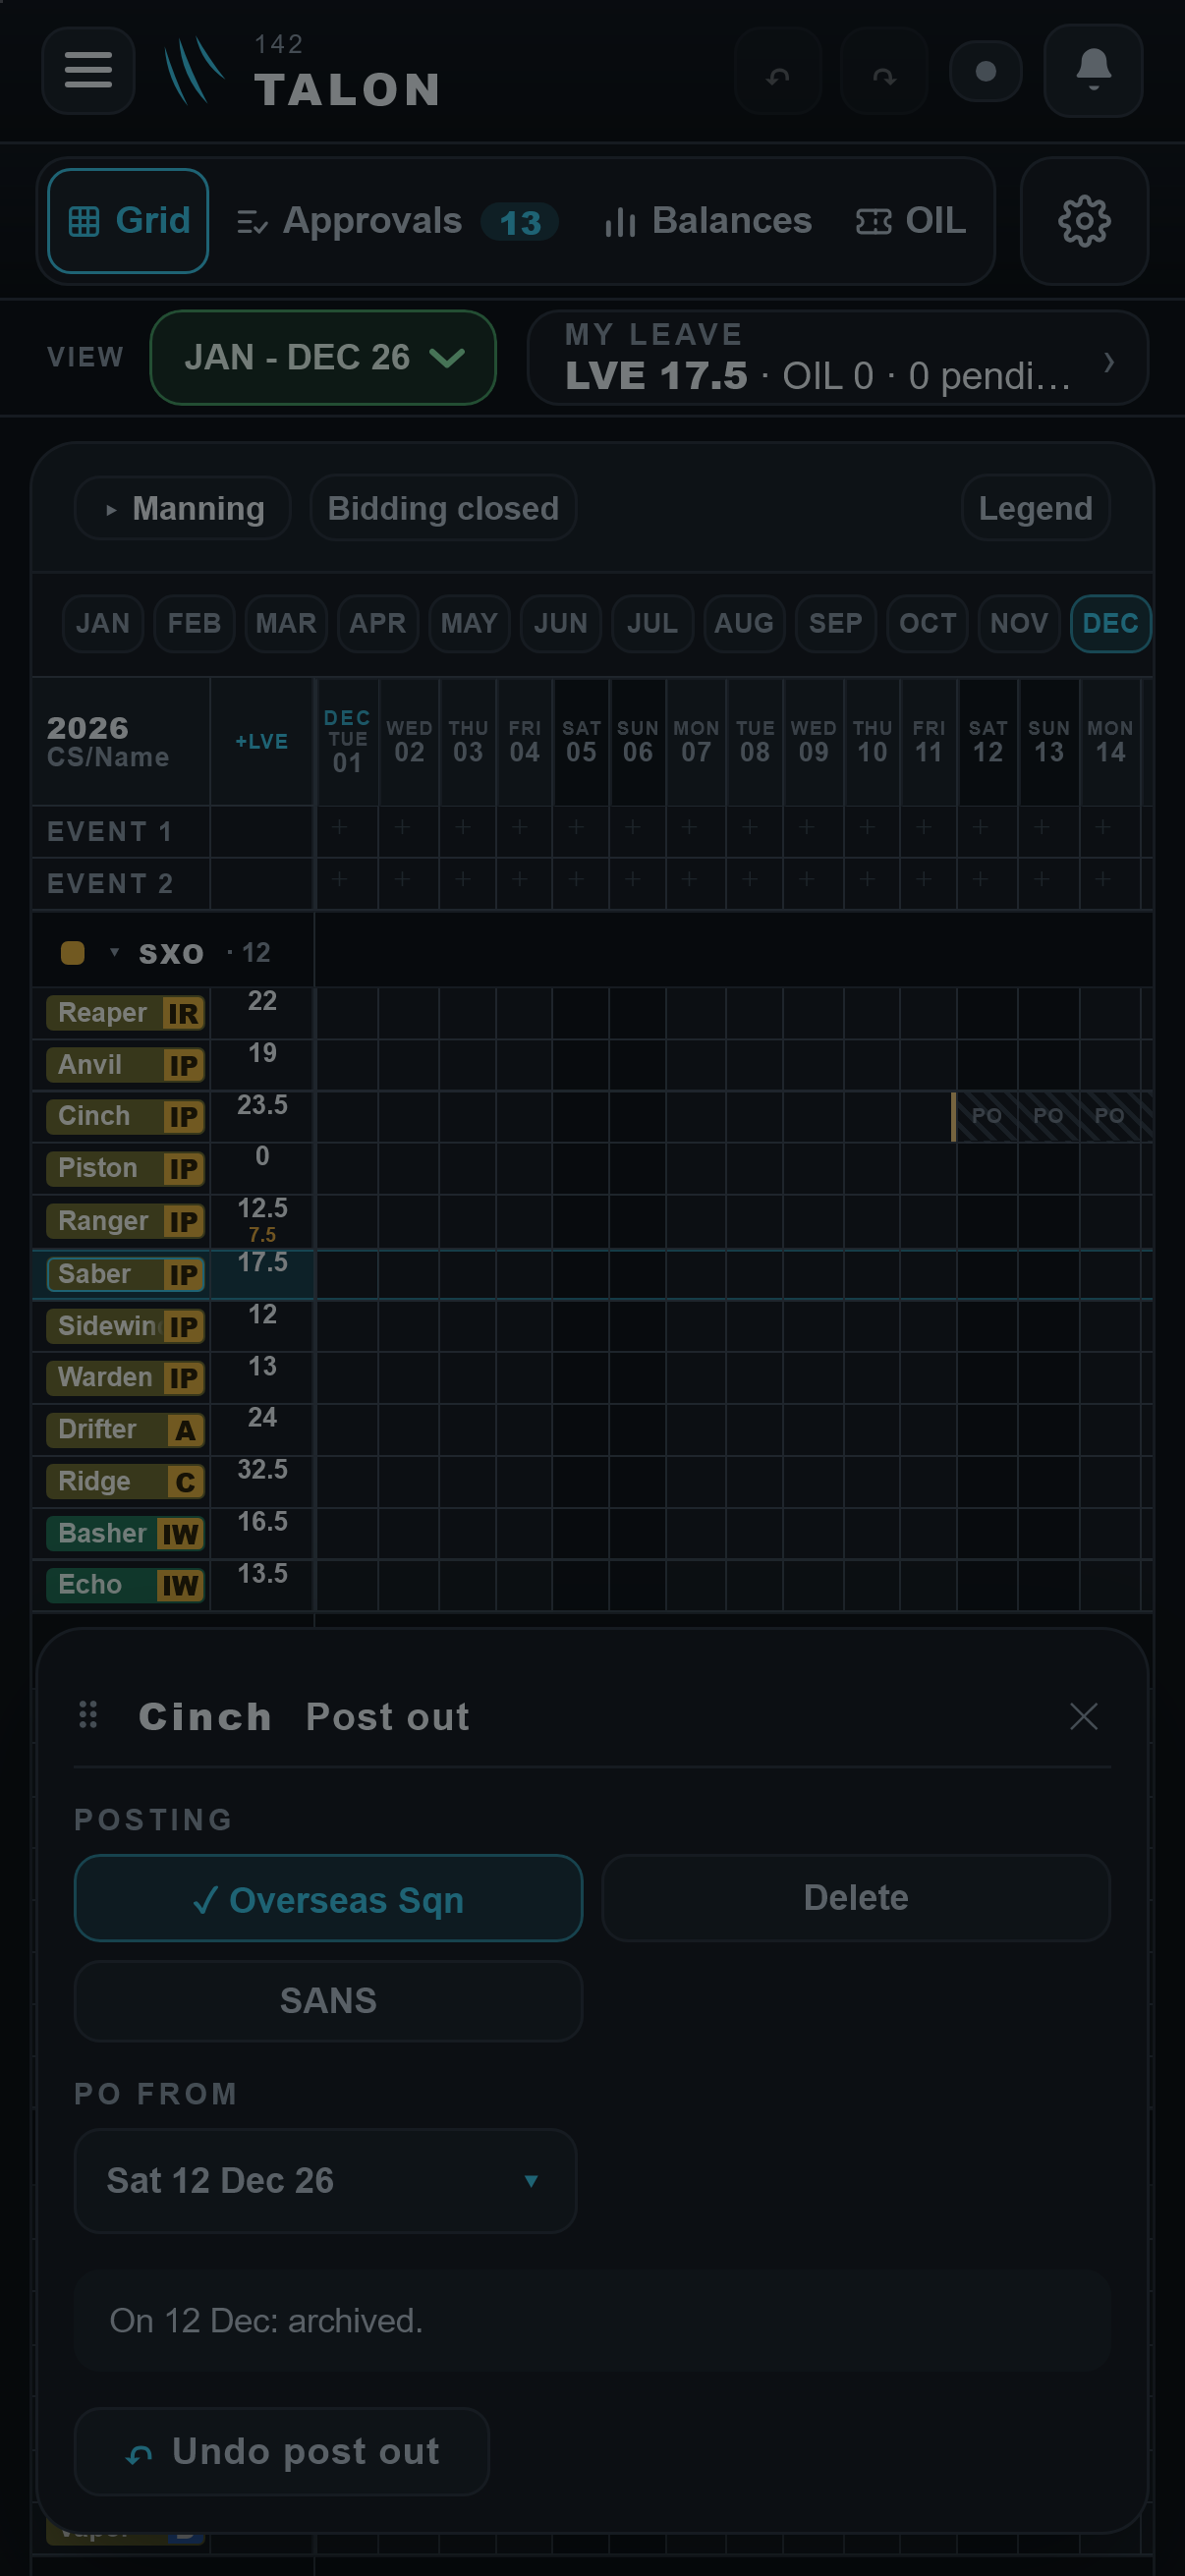 142
TALON
Grid
Approvals 13
Balances
OIL
VIEW
JAN - DEC 26
MY LEAVE
LVE 17.5 · OIL 0 · 0 pendi…
Manning
Bidding closed
Legend
JAN FEB MAR APR MAY JUN JUL AUG SEP OCT NOV DEC
2026
CS/Name
+LVE
DEC
TUE WED THU FRI SAT SUN MON TUE WED THU FRI SAT SUN MON
01 02 03 04 05 06 07 08 09 10 11 12 13 14
EVENT 1 + + + + + + + + + + + + + +
EVENT 2 + + + + + + + + + + + + + +
SXO · 12
Reaper IR 22
Anvil IP 19
Cinch IP 23.5 PO PO PO
Piston IP 0
Ranger IP 12.5
7.5
Saber IP 17.5
Sidewin IP 12
Warden IP 13
Drifter A 24
Ridge C 32.5
Basher IW 16.5
Echo IW 13.5
Cinch Post out
POSTING
✓ Overseas Sqn
Delete
SANS
PO FROM
Sat 12 Dec 26
On 12 Dec: archived.
Undo post out